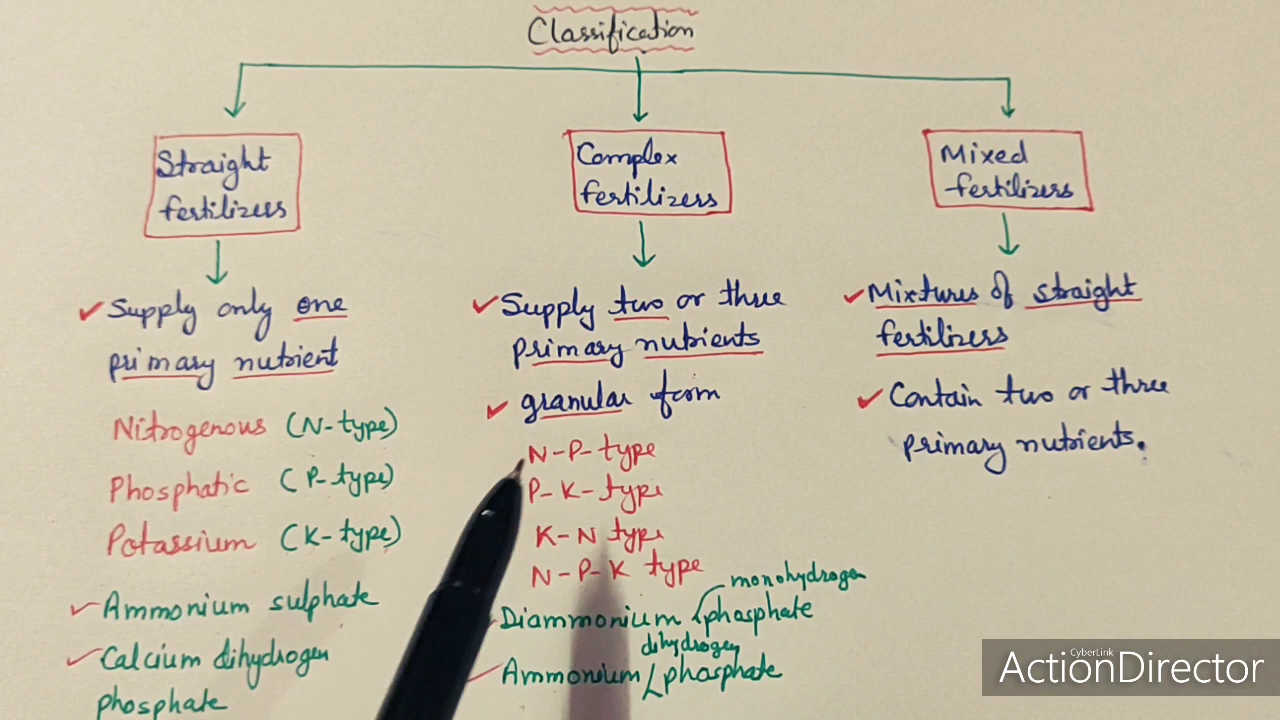 Classification
Straight
fertilizers
Supply only one
primary nutrient
Nitrogenous (N-type)
Phosphatic (P-type)
Potassium (K-type)
Ammonium sulphate
Calcium dihydrogen
phosphate
Complex
fertilizers
Supply two or three
primary nutrients
granular form
N-P-type
P-K-type
K-N type
N-P-K type
monohydrogen
Diammonium phosphate
dihydrogen
Ammonium phosphate
Mixed
fertilizers
Mixtures of straight
fertilizers
Contain two or three
primary nutrients.
CyberLink
ActionDirector